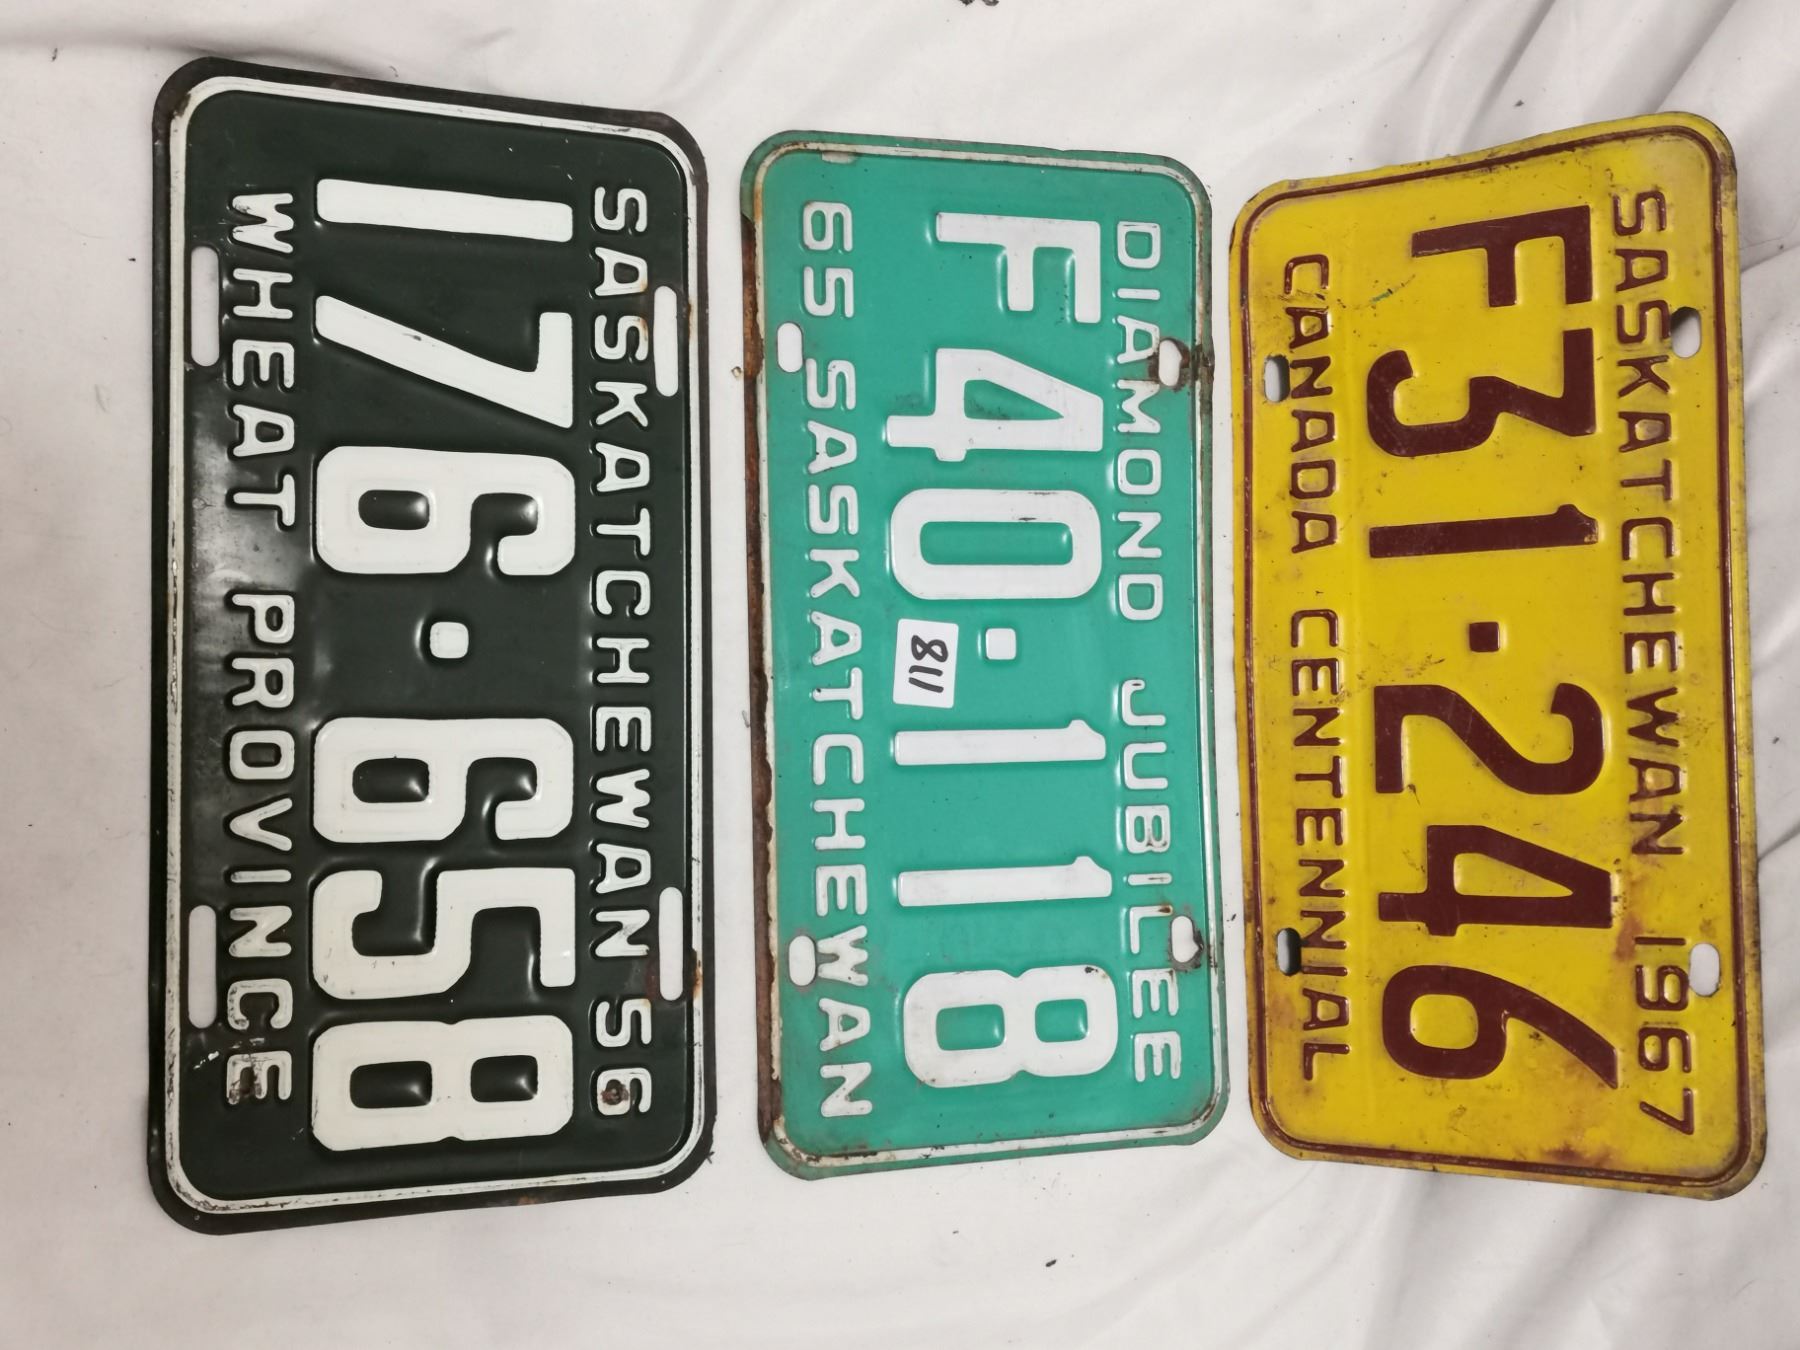 SASKATCHEWAN 1967
F31·246
CANADA CENTENNIAL
DIAMOND JUBILEE
F40·118
811
65 SASKATCHEWAN
SASKATCHEWAN 56
176·658
WHEAT PROVINCE